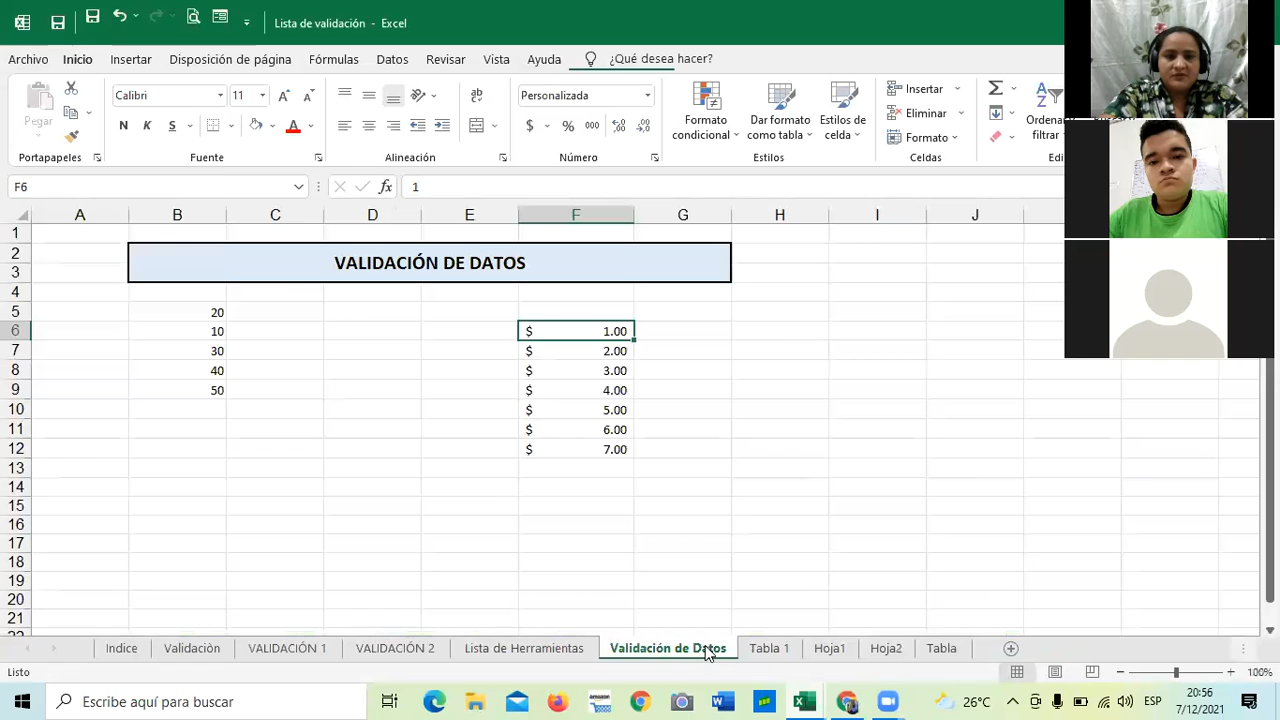 Lista de validación - Excel
Archivo Inicio Insertar Disposición de página Fórmulas Datos Revisar Vista Ayuda ¿Qué desea hacer?
Pegar
Calibri 11
N K S
Personalizada
$ % 000
Formato condicional
Dar formato como tabla
Estilos de celda
Insertar
Eliminar
Formato
Ordenar
filtrar
Portapapeles Fuente Alineación Número Estilos Celdas
F6 fx 1
A B C D E F G H I J
1
2
VALIDACIÓN DE DATOS
3
4
5 20
6 10 $ 1.00
7 30 $ 2.00
8 40 $ 3.00
9 50 $ 4.00
10 $ 5.00
11 $ 6.00
12 $ 7.00
13
14
15
16
17
18
19
20
21
Indice Validación VALIDACIÓN 1 VALIDACIÓN 2 Lista de Herramientas Validación de Datos Tabla 1 Hoja1 Hoja2 Tabla
Listo 100%
Escribe aquí para buscar 26°C ESP 20:56
7/12/2021